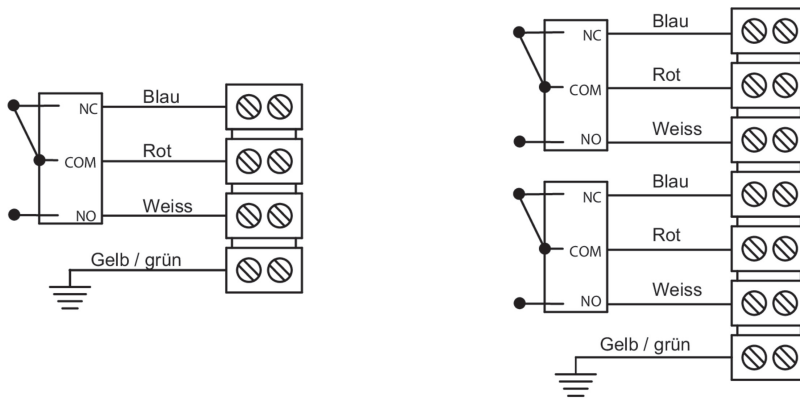 NC Blau
COM Rot
NO Weiss
Gelb / grün
NC Blau
COM Rot
NO Weiss
NC Blau
COM Rot
NO Weiss
Gelb / grün